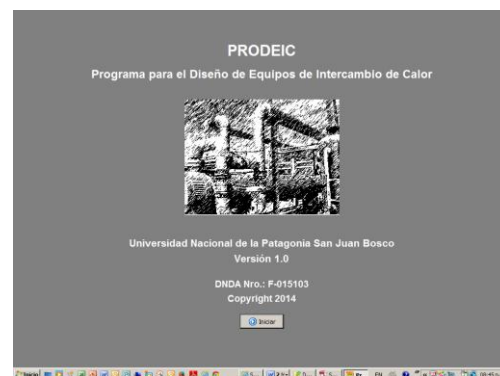 PRODEIC
Programa para el Diseño de Equipos de Intercambio de Calor
Universidad Nacional de la Patagonia San Juan Bosco
Versión 1.0
DNDA Nro.: F-015103
Copyright 2014
Iniciar
Inicio